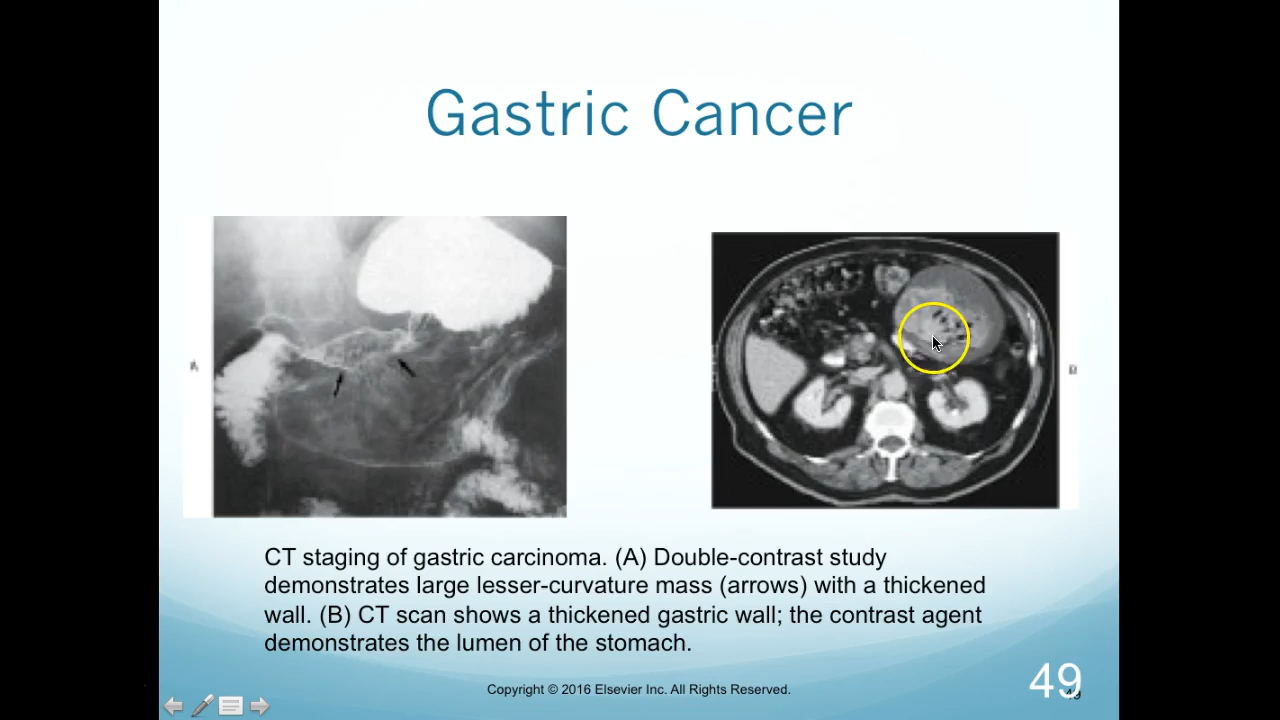 Gastric Cancer
A
B
CT staging of gastric carcinoma. (A) Double-contrast study
demonstrates large lesser-curvature mass (arrows) with a thickened
wall. (B) CT scan shows a thickened gastric wall; the contrast agent
demonstrates the lumen of the stomach.
Copyright © 2016 Elsevier Inc. All Rights Reserved.
49
49